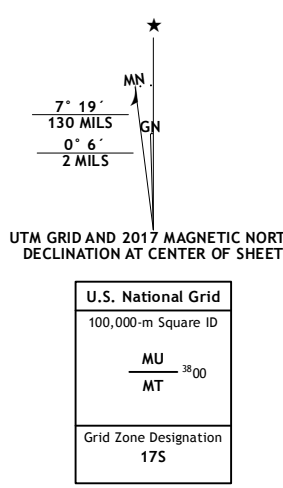 ★
MN
7° 19´
130 MILS
GN
0° 6´
2 MILS
UTM GRID AND 2017 MAGNETIC NORT
DECLINATION AT CENTER OF SHEET
U.S. National Grid
100,000-m Square ID
MU
3800
MT
Grid Zone Designation
17S